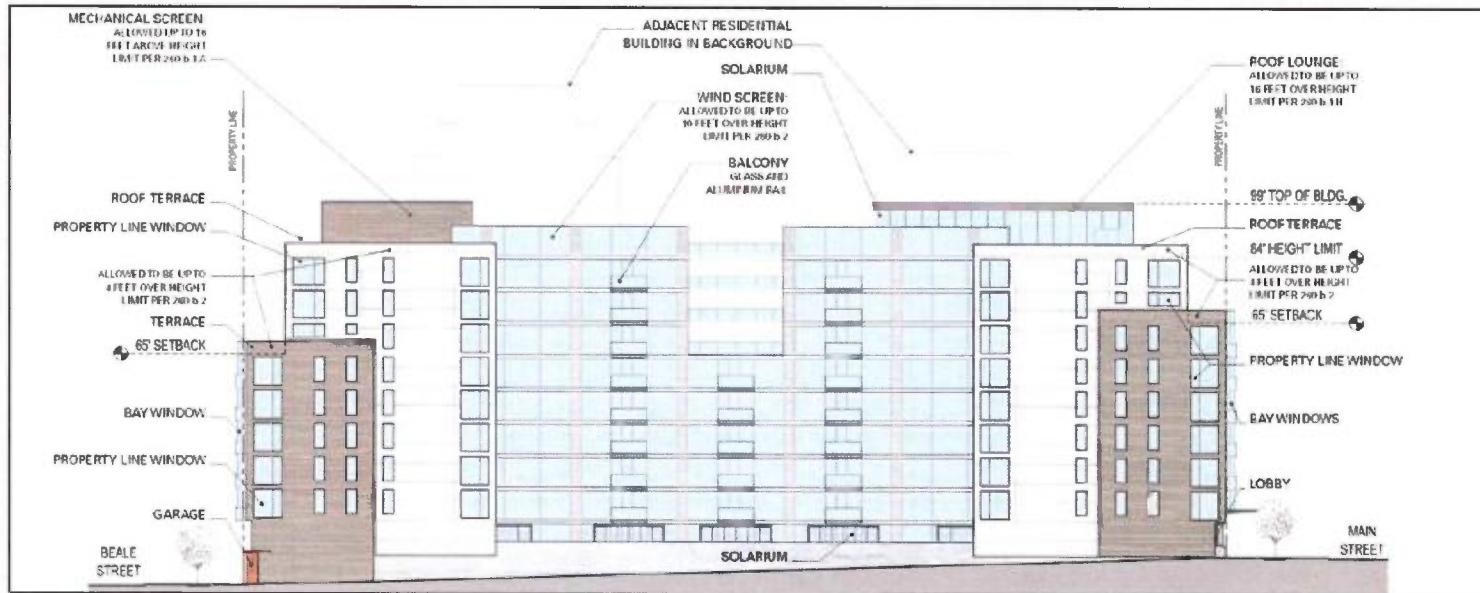 MECHANICAL SCREEN
ALLOWED UP TO 16
FEET ABOVE HEIGHT
LIMIT PER 260 b 1 A
ADJACENT RESIDENTIAL
BUILDING IN BACKGROUND
SOLARIUM
WIND SCREEN
ALLOWED TO BE UP TO
10 FEET OVER HEIGHT
LIMIT PER 260 b 2
BALCONY
GLASS AND
ALUMINIUM RAIL
ROOF LOUNGE
ALLOWED TO BE UP TO
16 FEET OVER HEIGHT
LIMIT PER 260 b 1 H
PROPERTY LINE
PROPERTY LINE
ROOF TERRACE
PROPERTY LINE WINDOW
ALLOWED TO BE UP TO
4 FEET OVER HEIGHT
LIMIT PER 260 b 2
TERRACE
65' SETBACK
BAY WINDOW
PROPERTY LINE WINDOW
GARAGE
BEALE
STREET
SOLARIUM
99' TOP OF BLDG.
ROOF TERRACE
84' HEIGHT LIMIT
ALLOWED TO BE UP TO
4 FEET OVER HEIGHT
LIMIT PER 260 b 2
65' SETBACK
PROPERTY LINE WINDOW
BAY WINDOWS
LOBBY
MAIN
STREET